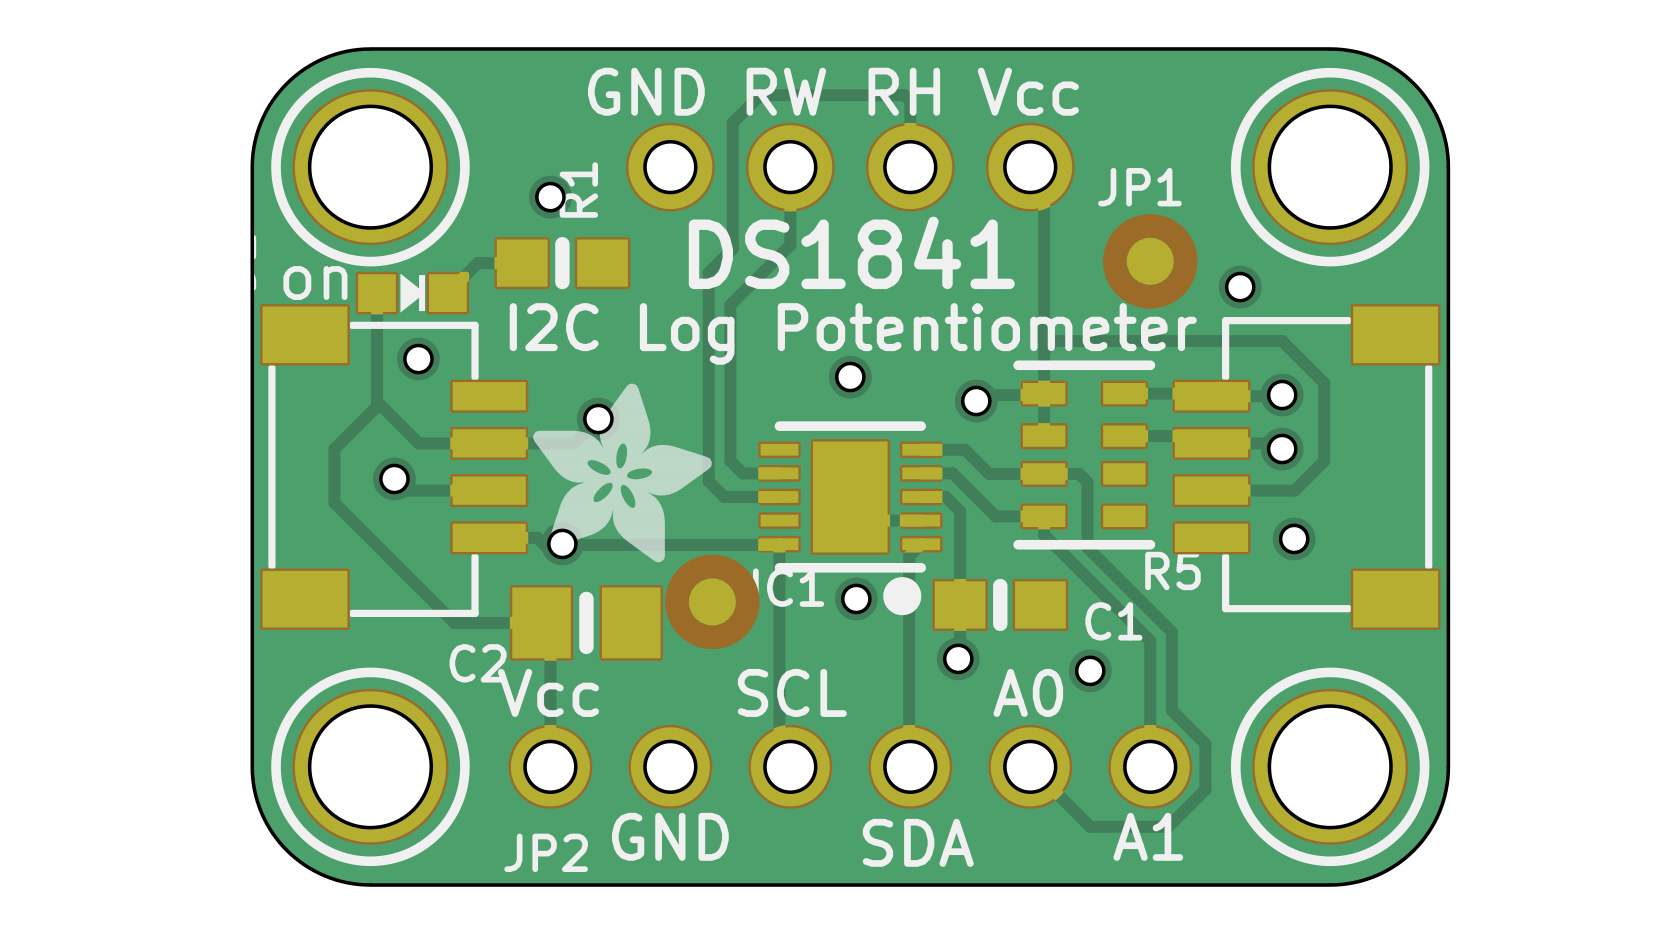 GND RW RH Vcc
R1
JP1
DS1841
on
I2C Log Potentiometer
IC1
R5
C1
C2
Vcc
SCL
A0
JP2
GND
SDA
A1